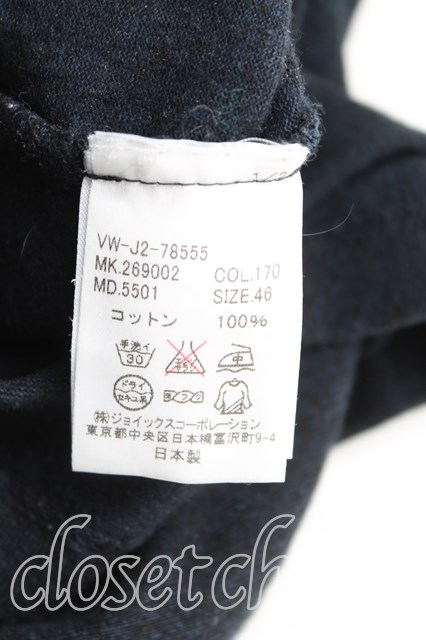 VW-J2-78555
MK.269002 COL.170
MD.5501 SIZE.46
コットン 100%
手洗イ
30
中
ドライ
セキユ系
(株)ジョイックスコーポレーション
東京都中央区日本橋富沢町9-4
日本製
closet ch